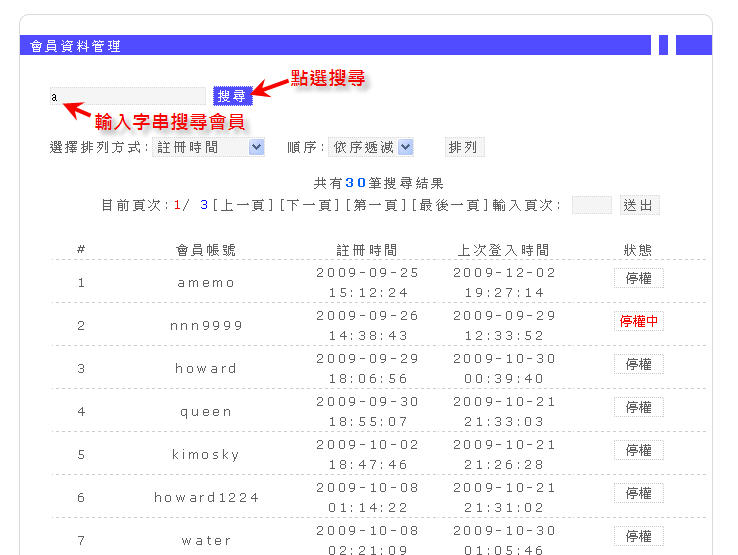 會員資料管理
點選搜尋
a 搜尋
輸入字串搜尋會員
選擇排列方式: 註冊時間 順序: 依序遞減 排列
共有30筆搜尋結果
目前頁次:1/ 3[上一頁][下一頁][第一頁][最後一頁]輸入頁次: 送出
# 會員帳號 註冊時間 上次登入時間 狀態
2009-09-25 2009-12-02
1 amemo 停權
15:12:24 19:27:14
2009-09-26 2009-09-29
2 nnn9999 停權中
14:38:43 12:33:52
2009-09-29 2009-10-30
3 howard 停權
18:06:56 00:39:40
2009-09-30 2009-10-21
4 queen 停權
18:55:07 21:33:03
2009-10-02 2009-10-21
5 kimosky 停權
18:47:46 21:26:28
2009-10-08 2009-10-21
6 howard1224 停權
01:14:22 21:31:02
2009-10-08 2009-10-30
7 water 停權
02:21:09 01:05:46